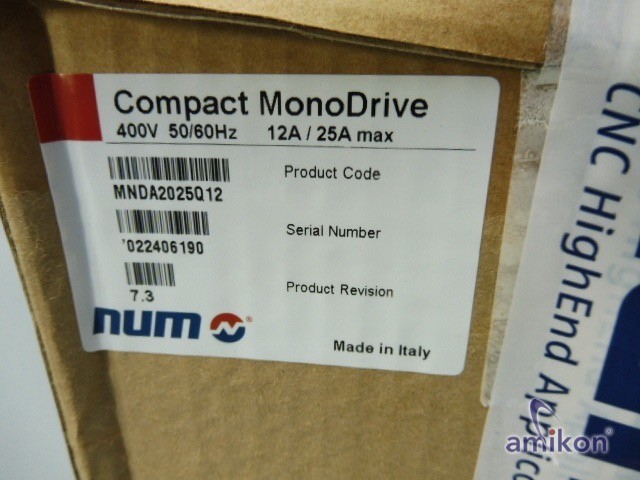 Compact MonoDrive
400V 50/60Hz 12A / 25A max
MNDA2025Q12 Product Code
'022406190 Serial Number
7.3 Product Revision
num ®
Made in Italy
CNC HighEnd Applic
amikon®